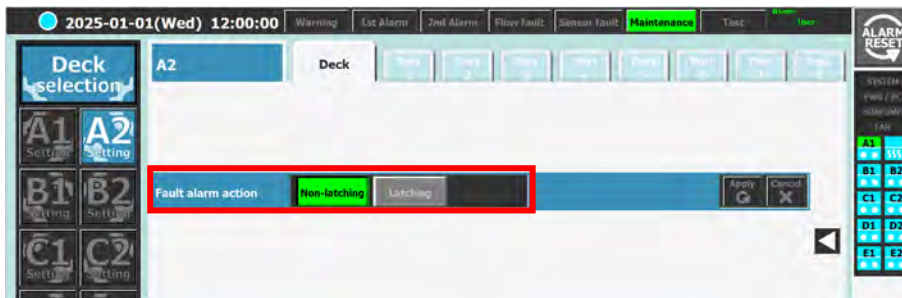 2025-01-01(Wed) 12:00:00 Warning 1st Alarm 2nd Alarm Flow fault Sensor fault Maintenance Test User
ALARM
RESET
Deck
selection
A2 Deck
A1 A2
Setting Setting
Fault alarm action Non-latching Latching Apply Cancel
B1 B2
Setting Setting
C1 C2
Setting Setting
A1
B1 B2
C1 C2
D1 D2
E1 E2